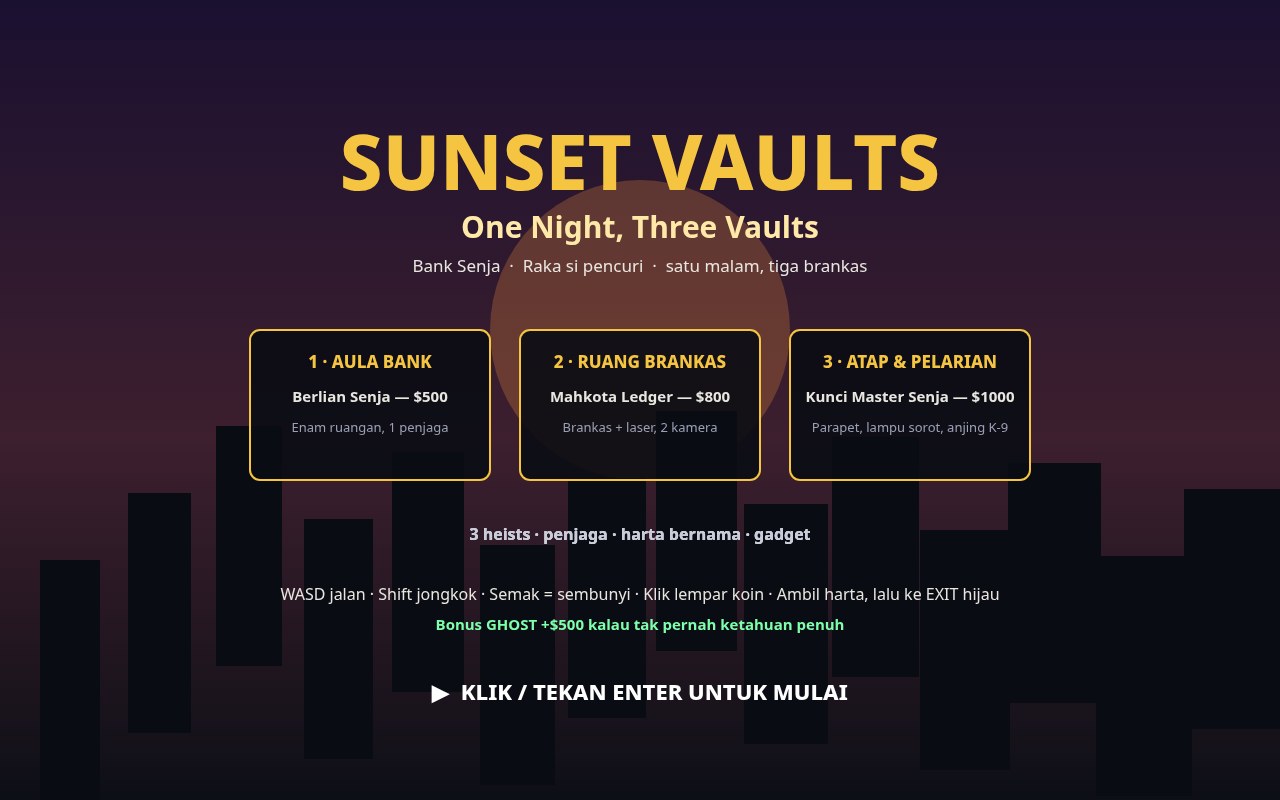 SUNSET VAULTS
One Night, Three Vaults
Bank Senja · Raka si pencuri · satu malam, tiga brankas
1 · AULA BANK
Berlian Senja — $500
Enam ruangan, 1 penjaga
2 · RUANG BRANKAS
Mahkota Ledger — $800
Brankas + laser, 2 kamera
3 · ATAP & PELARIAN
Kunci Master Senja — $1000
Parapet, lampu sorot, anjing K-9
3 heists · penjaga · harta bernama · gadget
WASD jalan · Shift jongkok · Semak = sembunyi · Klik lempar koin · Ambil harta, lalu ke EXIT hijau
Bonus GHOST +$500 kalau tak pernah ketahuan penuh
▶ KLIK / TEKAN ENTER UNTUK MULAI